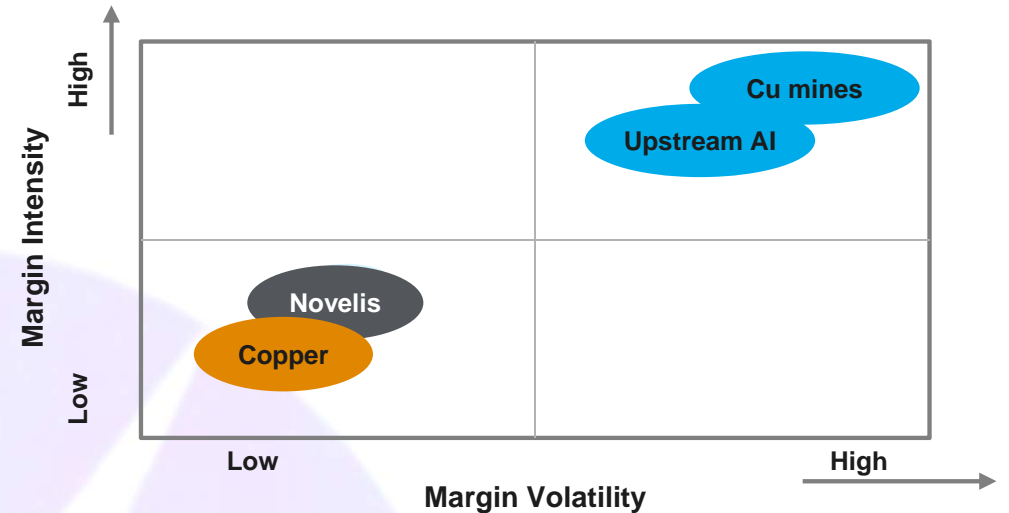 High
Margin Intensity
Low
Cu mines
Upstream Al
Novelis
Copper
Low
High
Margin Volatility